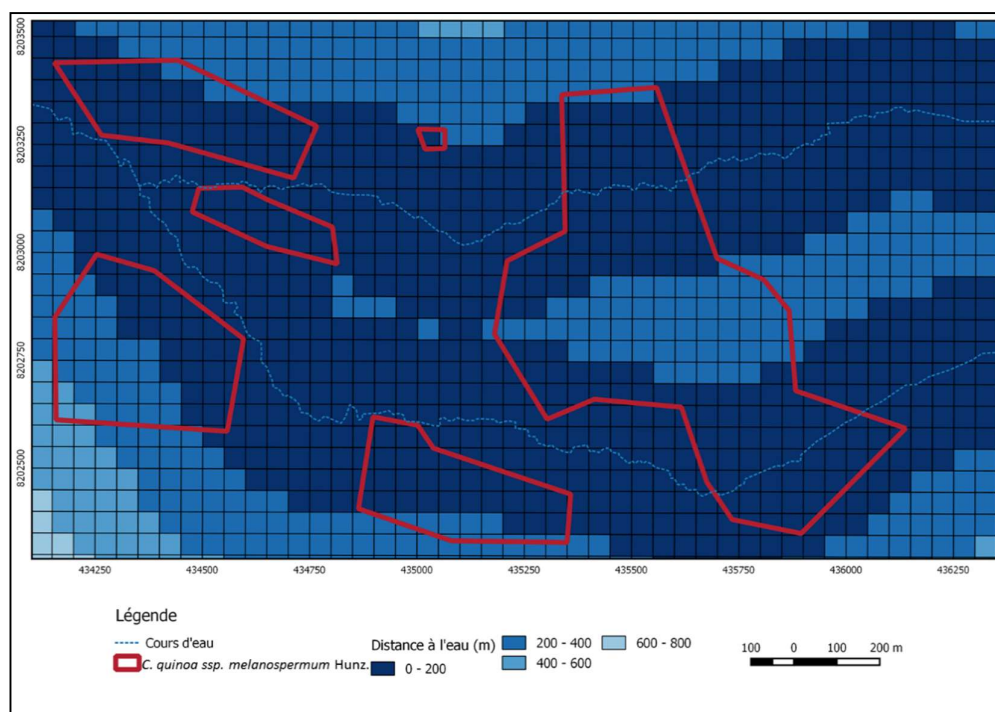 8203500
8203250
8203000
8202750
8202500
434250 434500 434750 435000 435250 435500 435750 436000 436250
Légende
Cours d'eau
C. quinoa ssp. melanospermum Hunz.
Distance à l'eau (m)
0 - 200
200 - 400
400 - 600
600 - 800
100 0 100 200 m